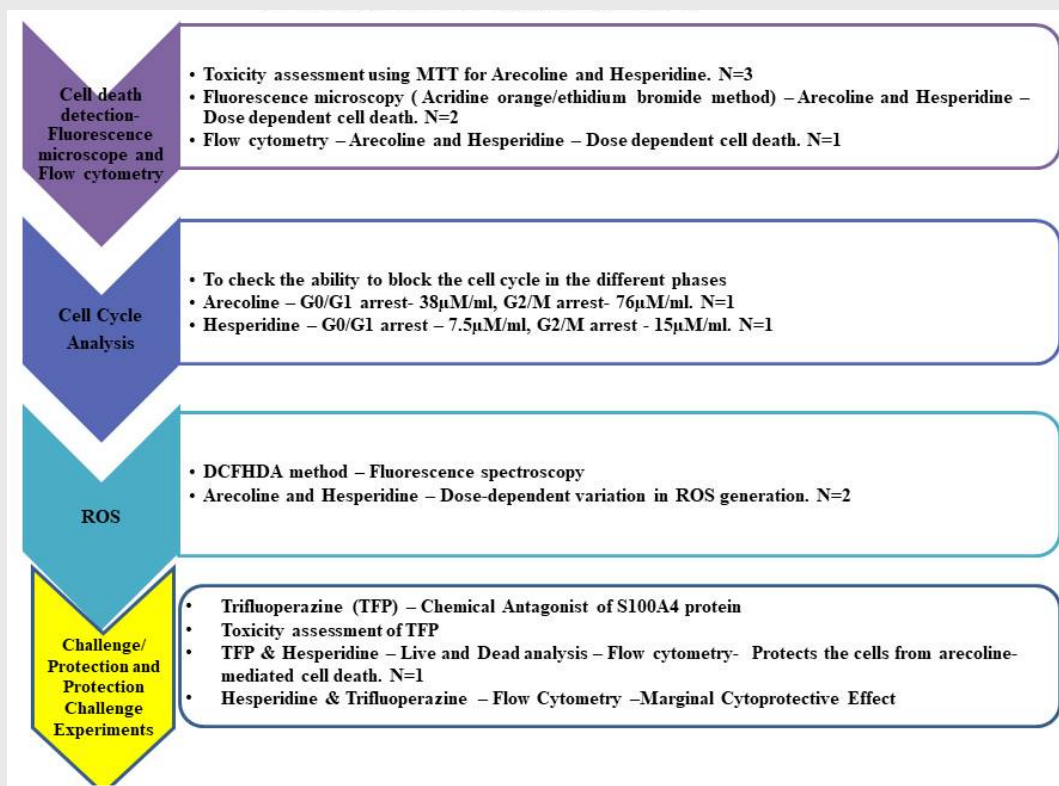 Cell death
detection-
Fluorescence
microscope and
Flow cytometry
• Toxicity assessment using MTT for Arecoline and Hesperidine. N=3
• Fluorescence microscopy ( Acridine orange/ethidium bromide method) – Arecoline and Hesperidine –
Dose dependent cell death. N=2
• Flow cytometry – Arecoline and Hesperidine – Dose dependent cell death. N=1
Cell Cycle
Analysis
• To check the ability to block the cell cycle in the different phases
• Arecoline – G0/G1 arrest- 38µM/ml, G2/M arrest- 76µM/ml. N=1
• Hesperidine – G0/G1 arrest – 7.5µM/ml, G2/M arrest - 15µM/ml. N=1
ROS
• DCFHDA method – Fluorescence spectroscopy
• Arecoline and Hesperidine – Dose-dependent variation in ROS generation. N=2
Challenge/
Protection and
Protection
Challenge
Experiments
• Trifluoperazine (TFP) – Chemical Antagonist of S100A4 protein
• Toxicity assessment of TFP
• TFP & Hesperidine – Live and Dead analysis – Flow cytometry- Protects the cells from arecoline-
mediated cell death. N=1
• Hesperidine & Trifluoperazine – Flow Cytometry –Marginal Cytoprotective Effect